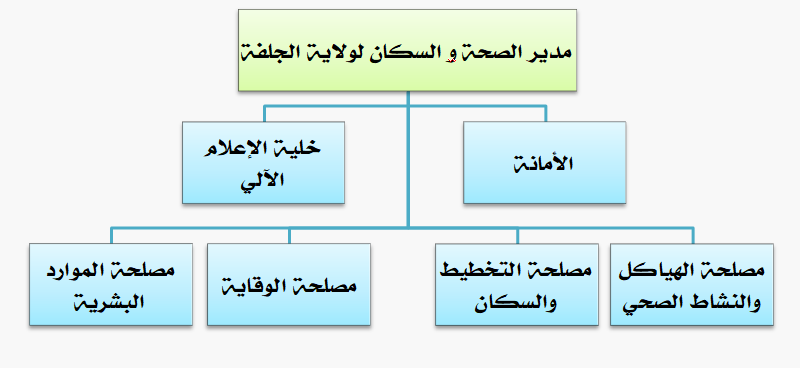 مدير الصحة و السكان لولاية الجلفة
الأمانة
خلية الإعلام
الآلي
مصلحة الهياكل
والنشاط الصحي
مصلحة التخطيط
والسكان
مصلحة الوقاية
مصلحة الموارد
البشرية